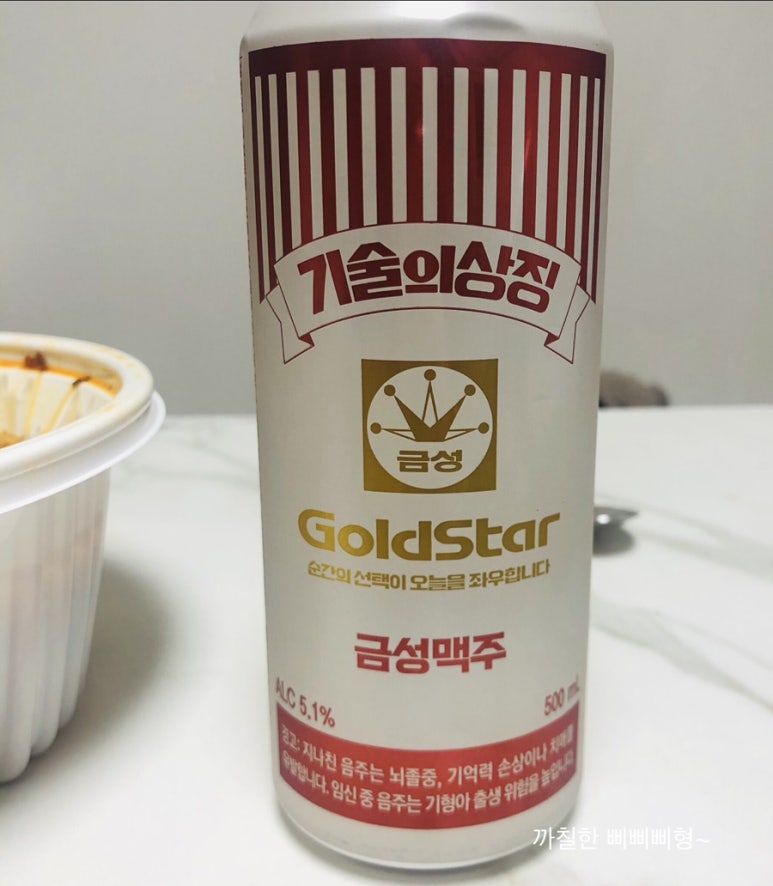 기술의상징
금성
GoldStar
순간의 선택이 오늘을 좌우합니다
금성맥주
ALC 5.1%
500 mL
경고: 지나친 음주는 뇌졸중, 기억력 손상이나 치매를
유발합니다. 임신 중 음주는 기형아 출생 위험을 높입니다.
까칠한 삐삐삐형~